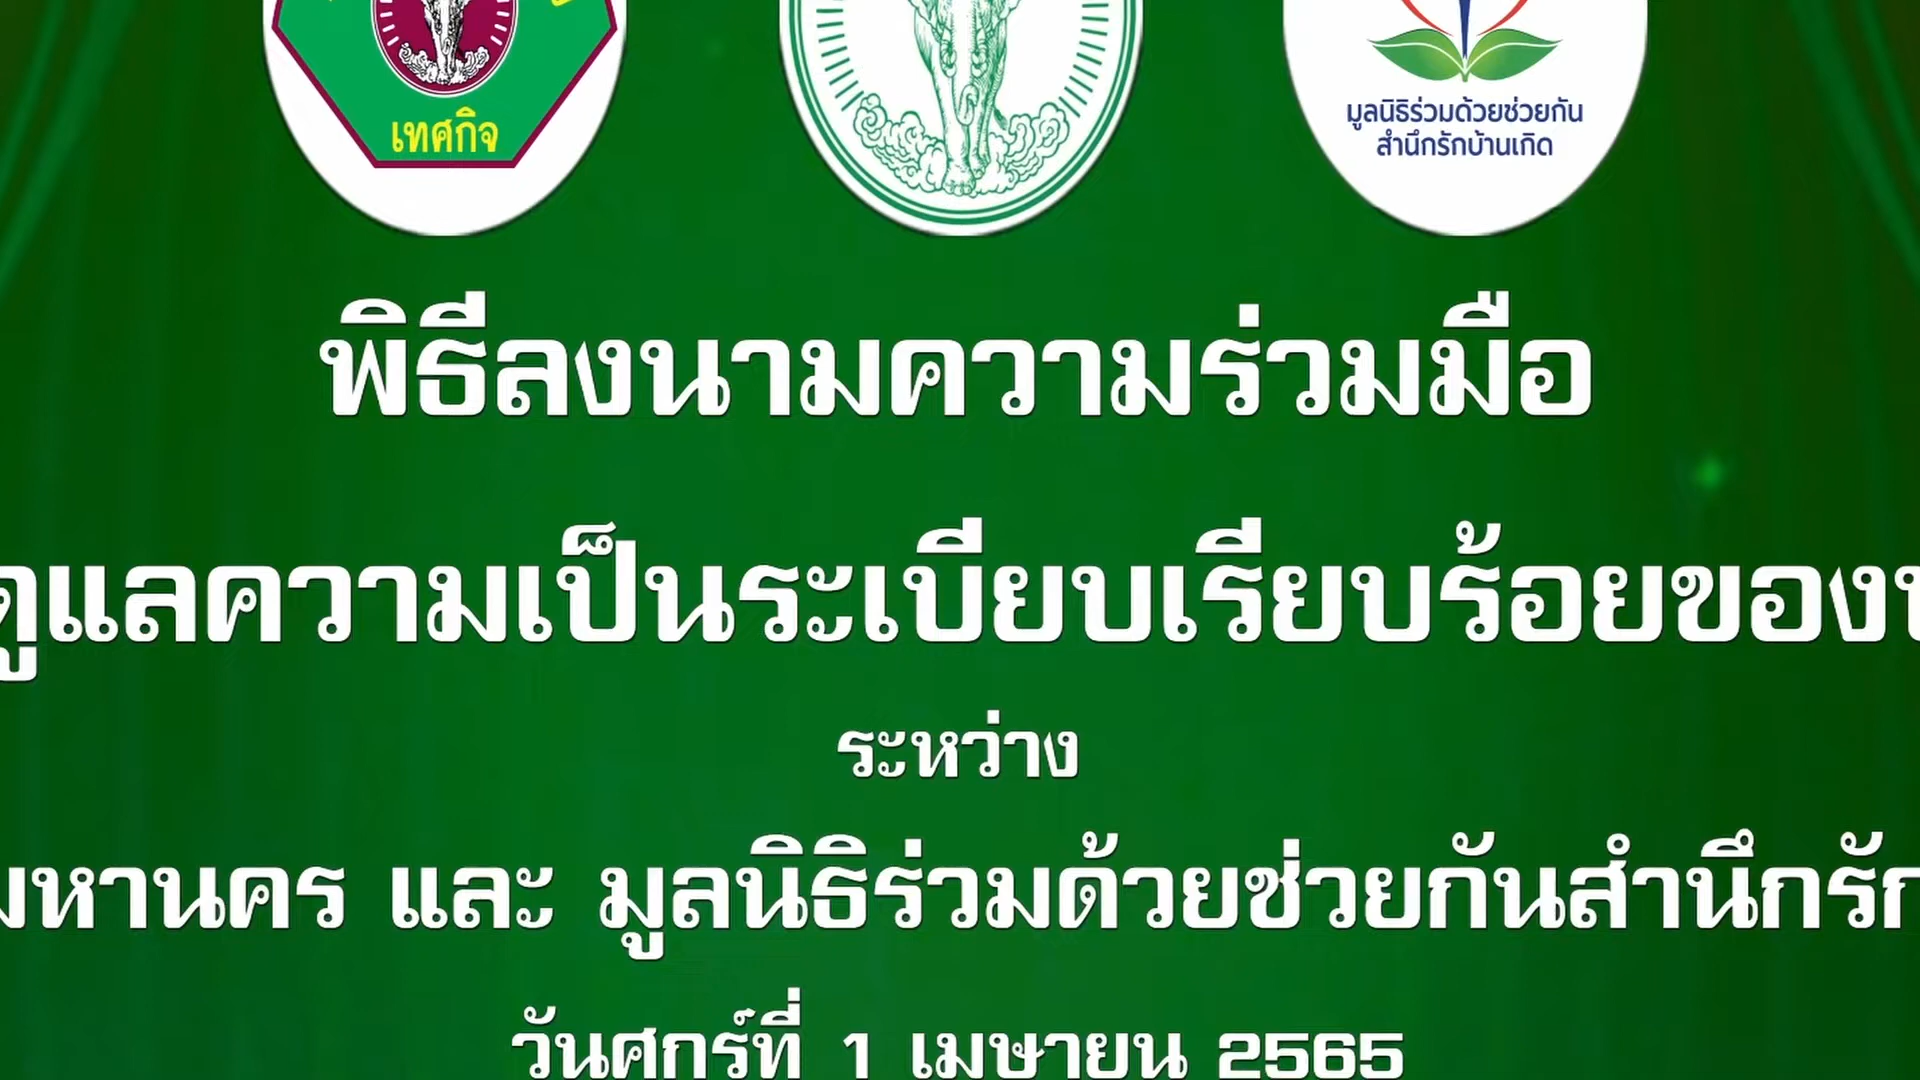 เทศกิจ
มูลนิธิร่วมด้วยช่วยกัน
สำนึกรักบ้านเกิด
พิธีลงนามความร่วมมือ
ดูแลความเป็นระเบียบเรียบร้อยของ
ระหว่าง
มหานคร และ มูลนิธิร่วมด้วยช่วยกันสำนึกรัก
วันศุกร์ที่ 1 เมษายน 2565